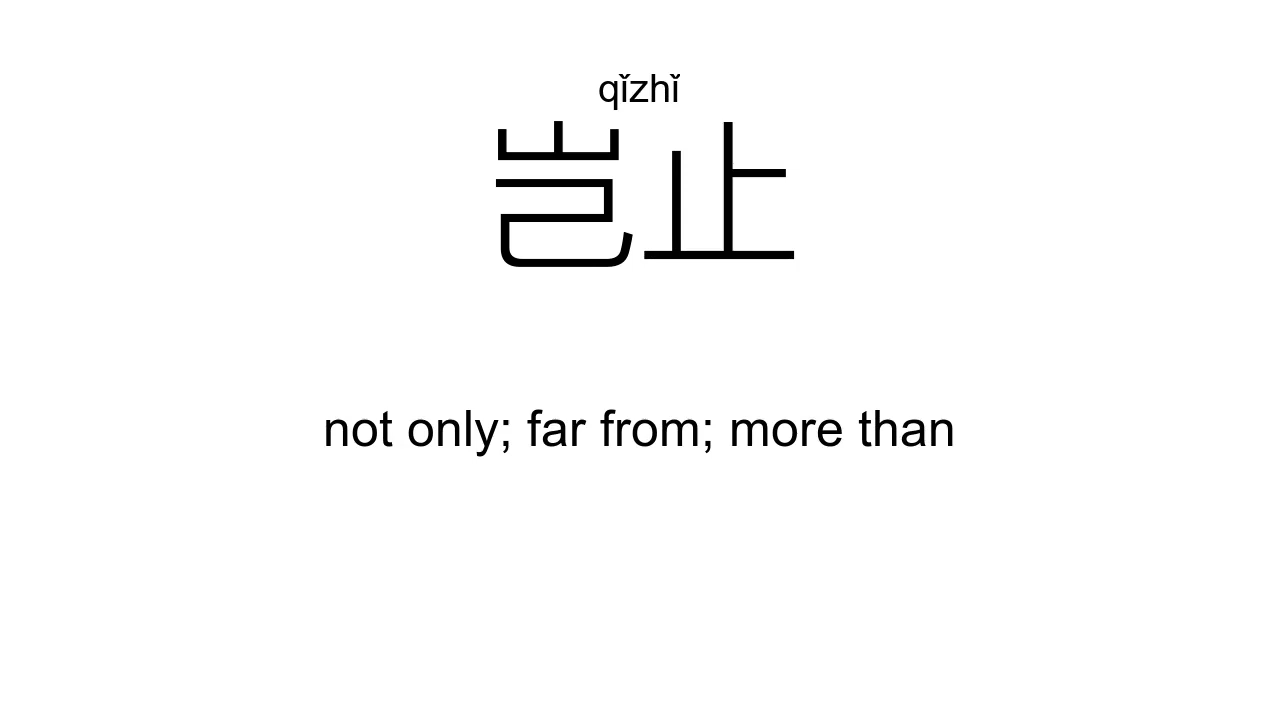 qǐzhǐ
岂止
not only; far from; more than